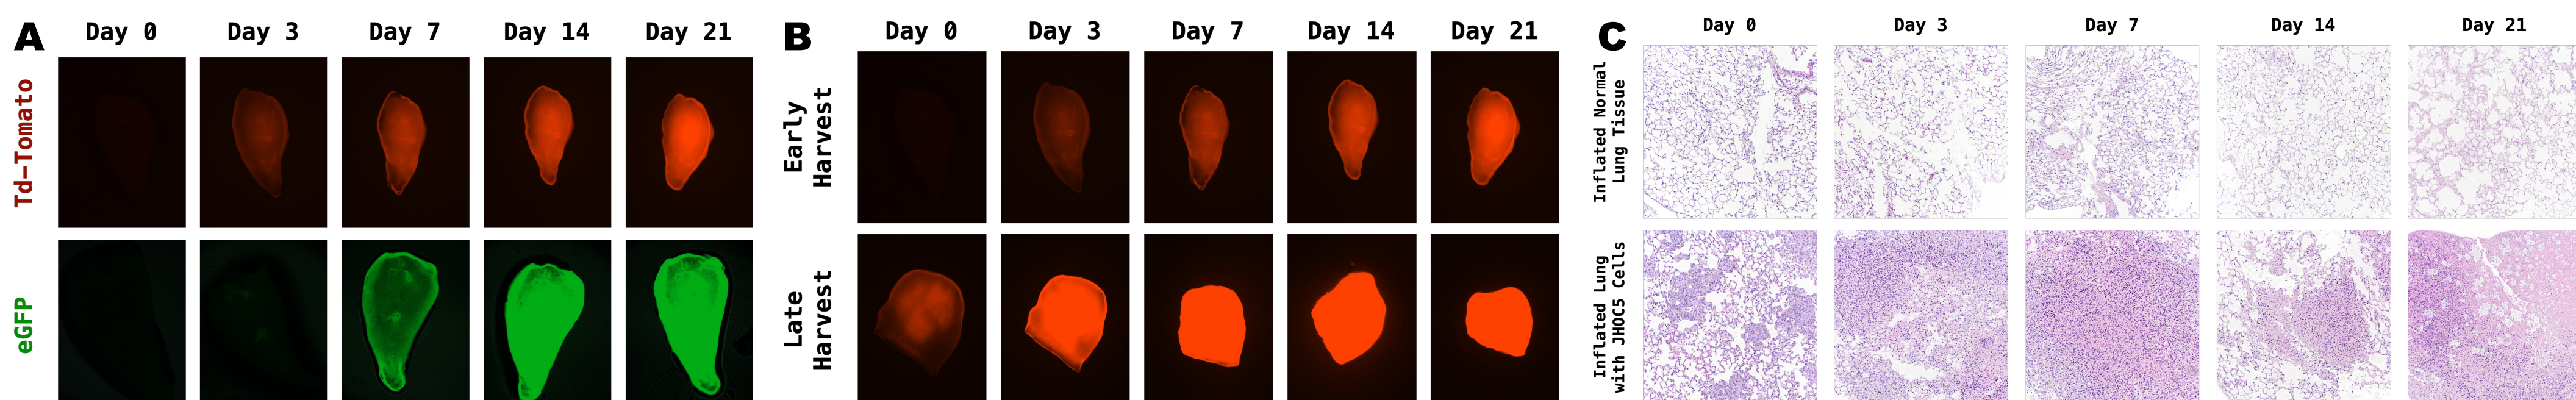 A
Day 0 Day 3 Day 7 Day 14 Day 21
Td-Tomato
eGFP
B
Day 0 Day 3 Day 7 Day 14 Day 21
Early
Harvest
Late
Harvest
C
Day 0 Day 3 Day 7 Day 14 Day 21
Inflated Normal
Lung Tissue
Inflated Lung
with JHOC5 Cells